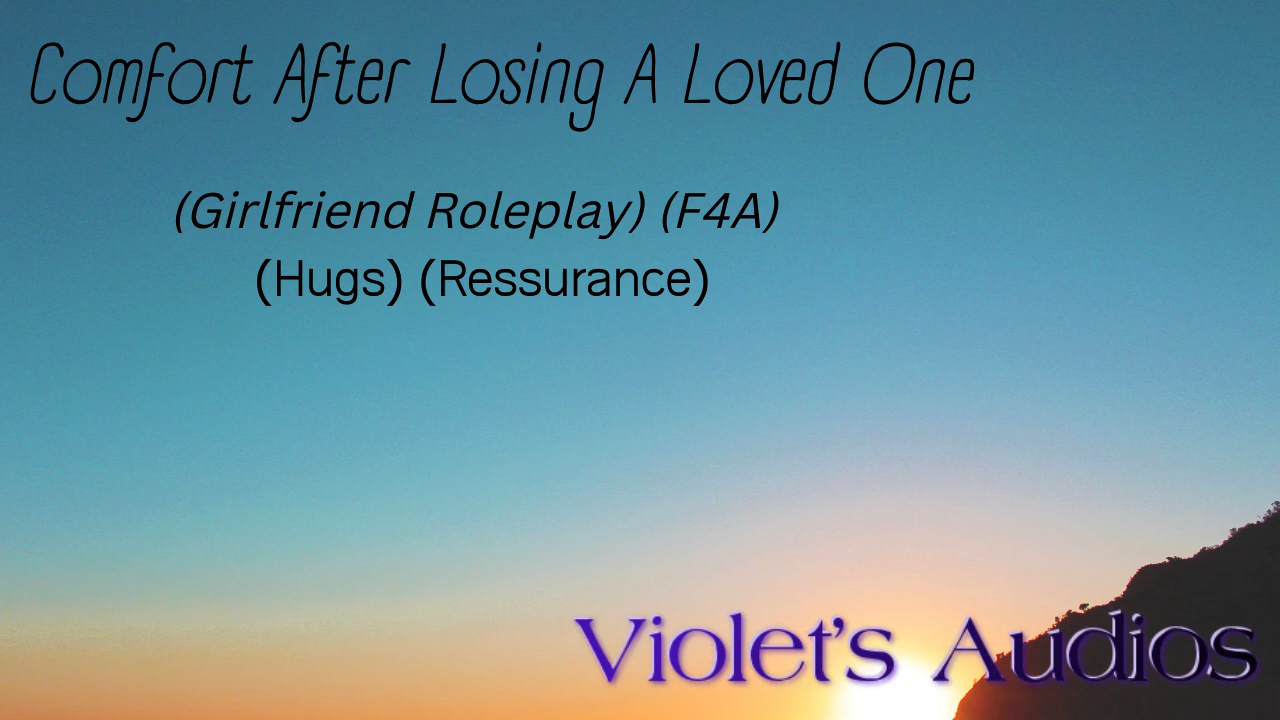 Comfort After Losing A Loved One
(Girlfriend Roleplay) (F4A)
(Hugs) (Ressurance)
Violet's Audios